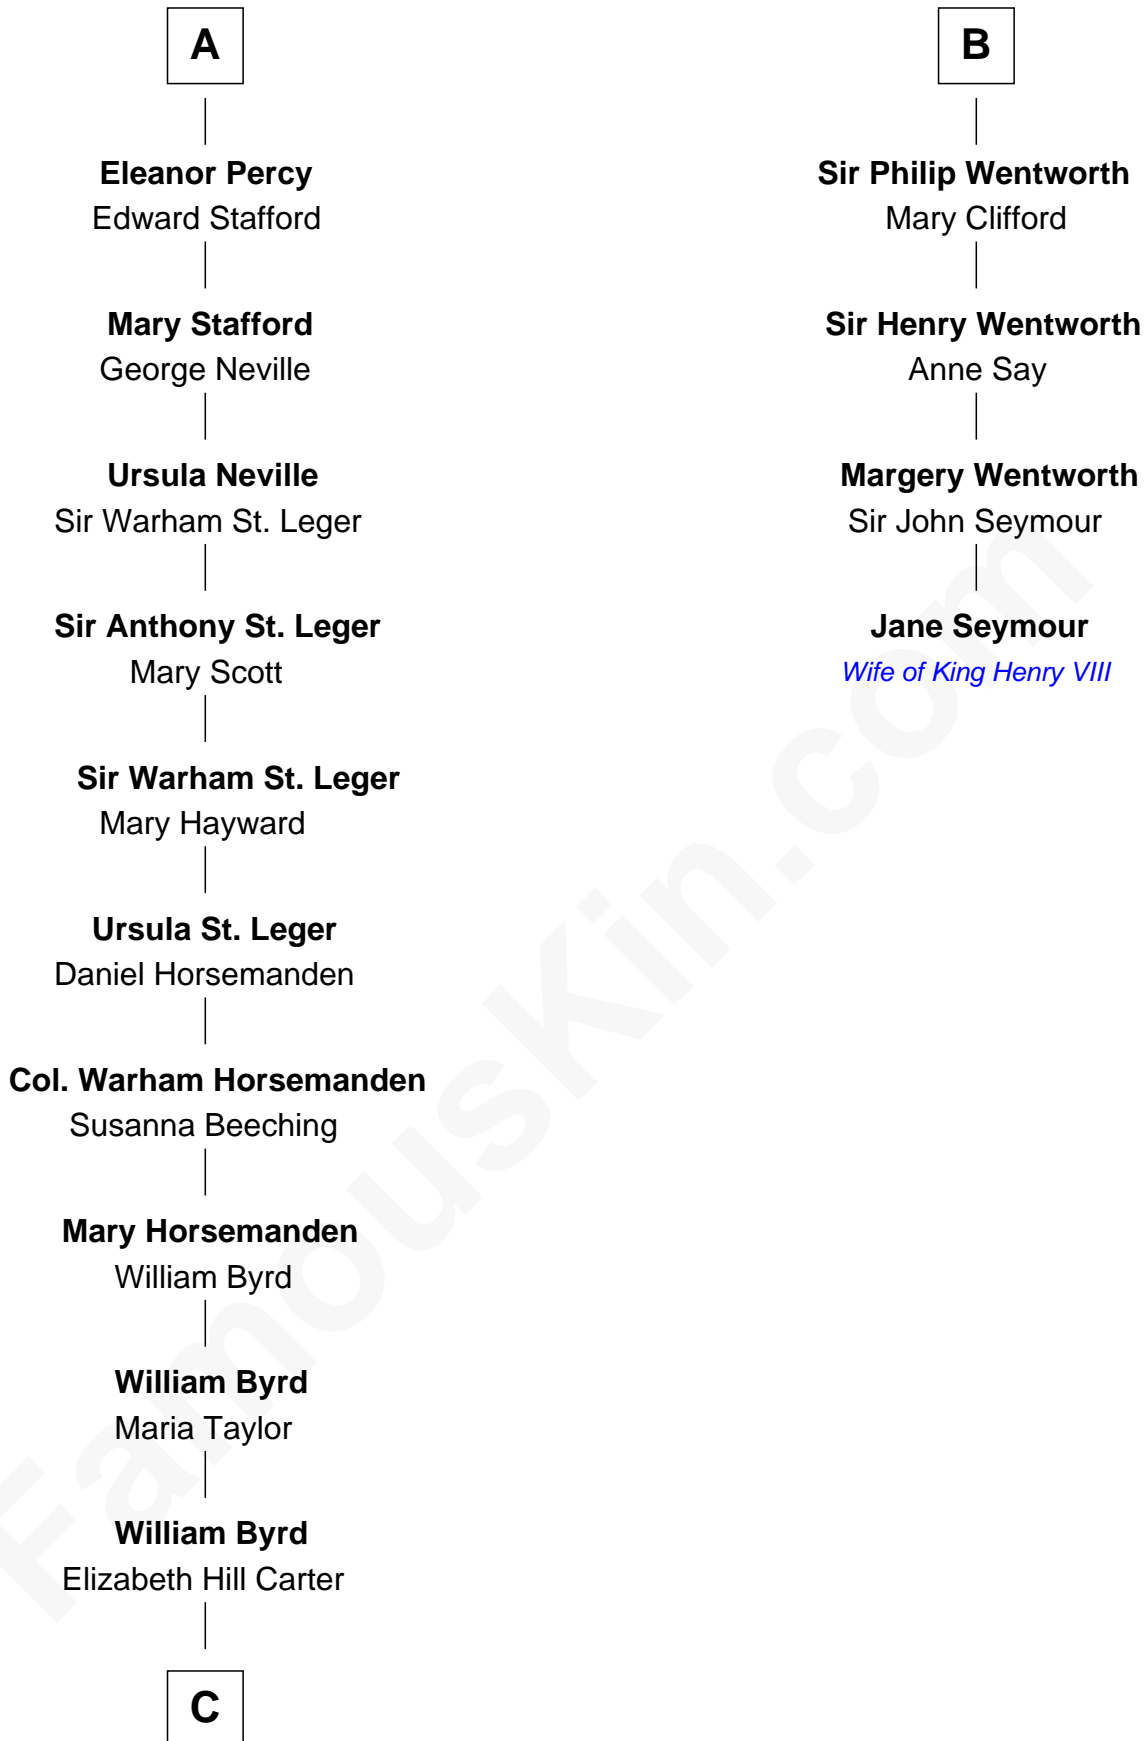 A
Eleanor Percy
Edward Stafford
Mary Stafford
George Neville
Ursula Neville
Sir Warham St. Leger
Sir Anthony St. Leger
Mary Scott
Sir Warham St. Leger
Mary Hayward
Ursula St. Leger
Daniel Horsemanden
Col. Warham Horsemanden
Susanna Beeching
Mary Horsemanden
William Byrd
William Byrd
Maria Taylor
William Byrd
Elizabeth Hill Carter
C
B
Sir Philip Wentworth
Mary Clifford
Sir Henry Wentworth
Anne Say
Margery Wentworth
Sir John Seymour
Jane Seymour
Wife of King Henry VIII
FamousKin.com